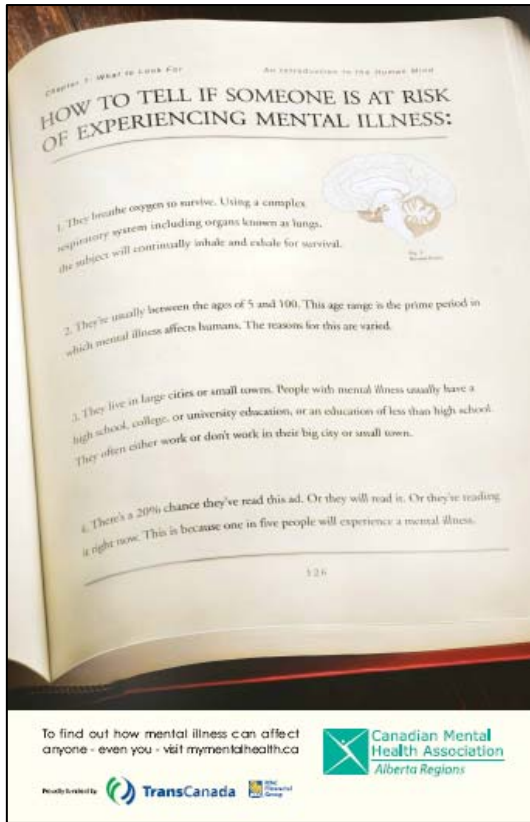 Chapter 7: What to Look For An Introduction to the Human Mind
HOW TO TELL IF SOMEONE IS AT RISK
OF EXPERIENCING MENTAL ILLNESS:
1. They breathe oxygen to survive. Using a complex
respiratory system including organs known as lungs,
the subject will continually inhale and exhale for survival.
2. They're usually between the ages of 5 and 100. This age range is the prime period in
which mental illness affects humans. The reasons for this are varied.
3. They live in large cities or small towns. People with mental illness usually have a
high school, college, or university education, or an education of less than high school.
They often either work or don't work in their big city or small town.
4. There's a 20% chance they've read this ad. Or they will read it. Or they're reading
it right now. This is because one in five people will experience a mental illness.
126
To find out how mental illness can affect
anyone - even you - visit mymentalhealth.ca
Canadian Mental
Health Association
Alberta Regions
Proudly funded by TransCanada RBC
Financial
Group